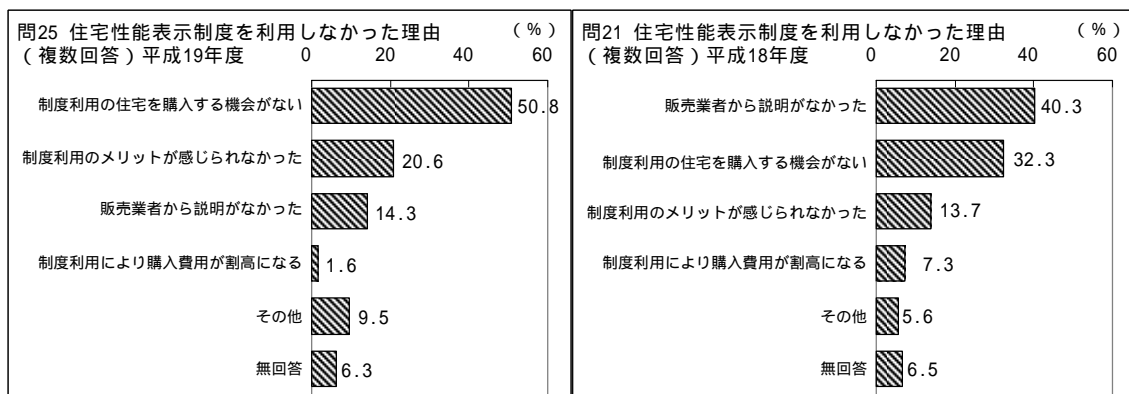 問25 住宅性能表示制度を利用しなかった理由 (%)
(複数回答)平成19年度
0 20 40 60
制度利用の住宅を購入する機会がない 50.8
制度利用のメリットが感じられなかった 20.6
販売業者から説明がなかった 14.3
制度利用により購入費用が割高になる 1.6
その他 9.5
無回答 6.3
問21 住宅性能表示制度を利用しなかった理由 (%)
(複数回答)平成18年度
0 20 40 60
販売業者から説明がなかった 40.3
制度利用の住宅を購入する機会がない 32.3
制度利用のメリットが感じられなかった 13.7
制度利用により購入費用が割高になる 7.3
その他 5.6
無回答 6.5